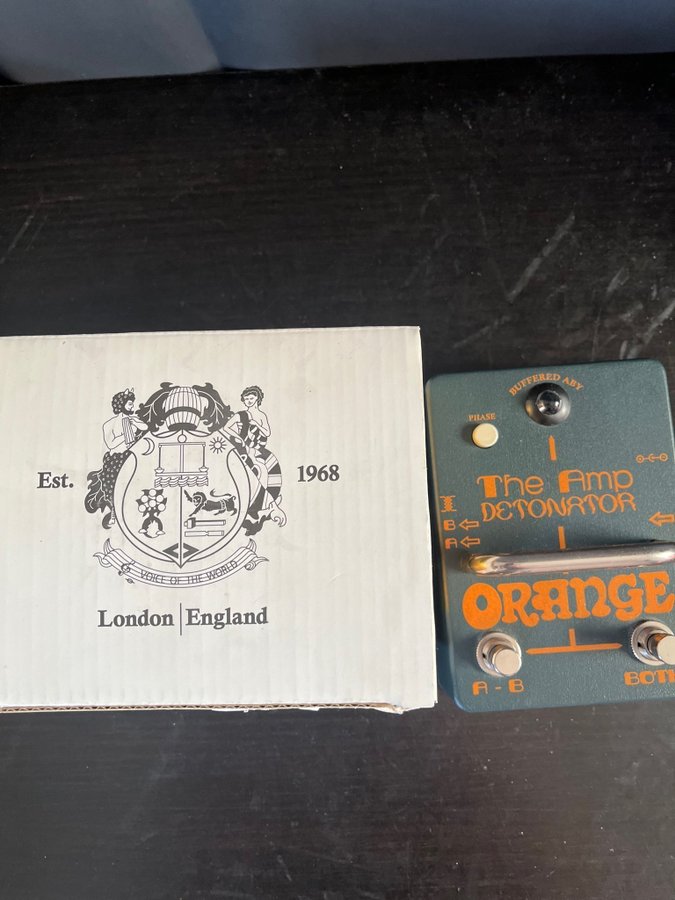 Est.
1968
VOICE OF THE WORLD
London | England
BUFFERED ABY
PHASE
The Amp
DETONATOR
B
A
ORANGE
A - B
BOTH